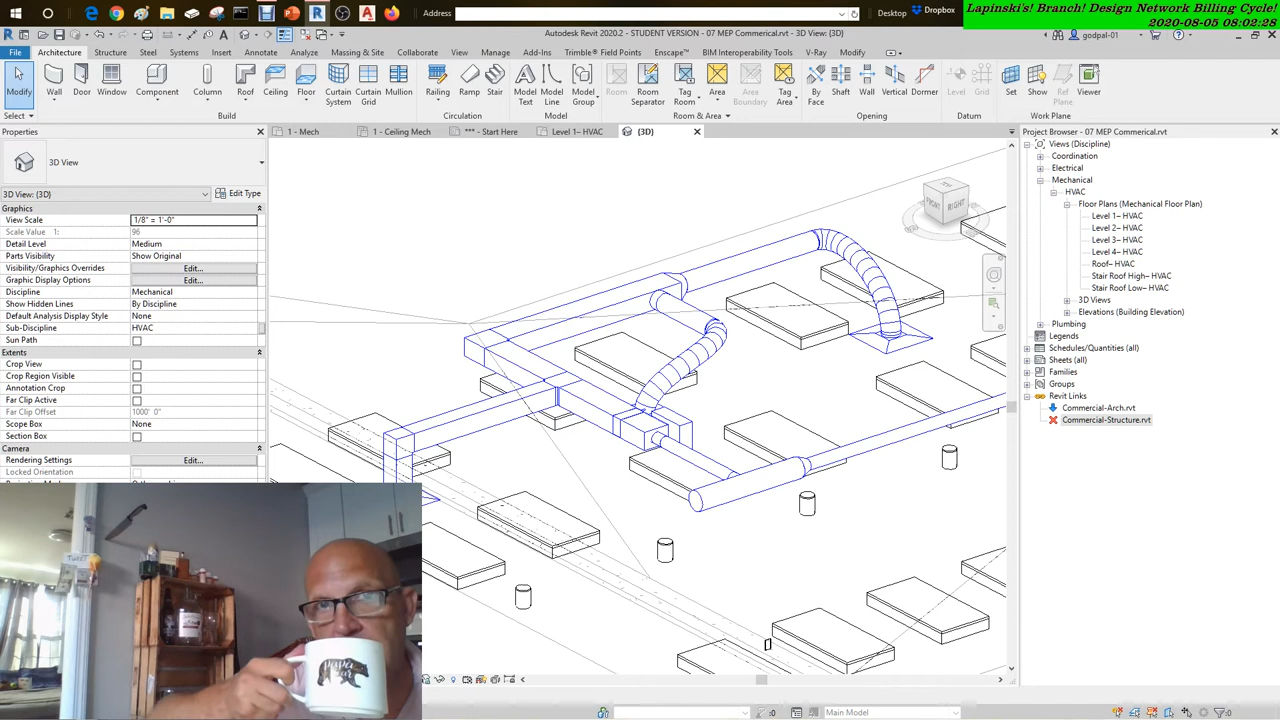 Address
Desktop
Dropbox
Lapinski's! Branch! Design Network Billing Cycle!
2020-08-05 08:02:28
Autodesk Revit 2020.2 - STUDENT VERSION - 07 MEP Commerical.rvt - 3D View: {3D}
godpal-01
File Architecture Structure Steel Systems Insert Annotate Analyze Massing & Site Collaborate View Manage Add-Ins Trimble® Field Points Enscape™ BIM Interoperability Tools V-Ray Modify
Modify Wall Door Window Component Column Roof Ceiling Floor Curtain System Curtain Grid Mullion Railing Ramp Stair Model Text Model Line Model Group Room Room Separator Tag Room Area Area Boundary Tag Area By Face Shaft Wall Vertical Dormer Level Grid Set Show Ref Plane Viewer
Select Build Circulation Model Room & Area Opening Datum Work Plane
Properties
1 - Mech
1 - Ceiling Mech
*** - Start Here
Level 1– HVAC
{3D}
Project Browser - 07 MEP Commerical.rvt
3D View
3D View: {3D}
Edit Type
Graphics
View Scale 1/8" = 1'-0"
Scale Value 1: 96
Detail Level Medium
Parts Visibility Show Original
Visibility/Graphics Overrides Edit...
Graphic Display Options Edit...
Discipline Mechanical
Show Hidden Lines By Discipline
Default Analysis Display Style None
Sub-Discipline HVAC
Sun Path
Extents
Crop View
Crop Region Visible
Annotation Crop
Far Clip Active
Far Clip Offset 1000' 0"
Scope Box None
Section Box
Camera
Rendering Settings Edit...
Locked Orientation
TOP
FRONT
RIGHT
Views (Discipline)
Coordination
Electrical
Mechanical
HVAC
Floor Plans (Mechanical Floor Plan)
Level 1– HVAC
Level 2– HVAC
Level 3– HVAC
Level 4– HVAC
Roof– HVAC
Stair Roof High– HVAC
Stair Roof Low– HVAC
3D Views
Elevations (Building Elevation)
Plumbing
Legends
Schedules/Quantities (all)
Sheets (all)
Families
Groups
Revit Links
Commercial-Arch.rvt
Commercial-Structure.rvt
Papa
Bear
:0
Main Model
:0